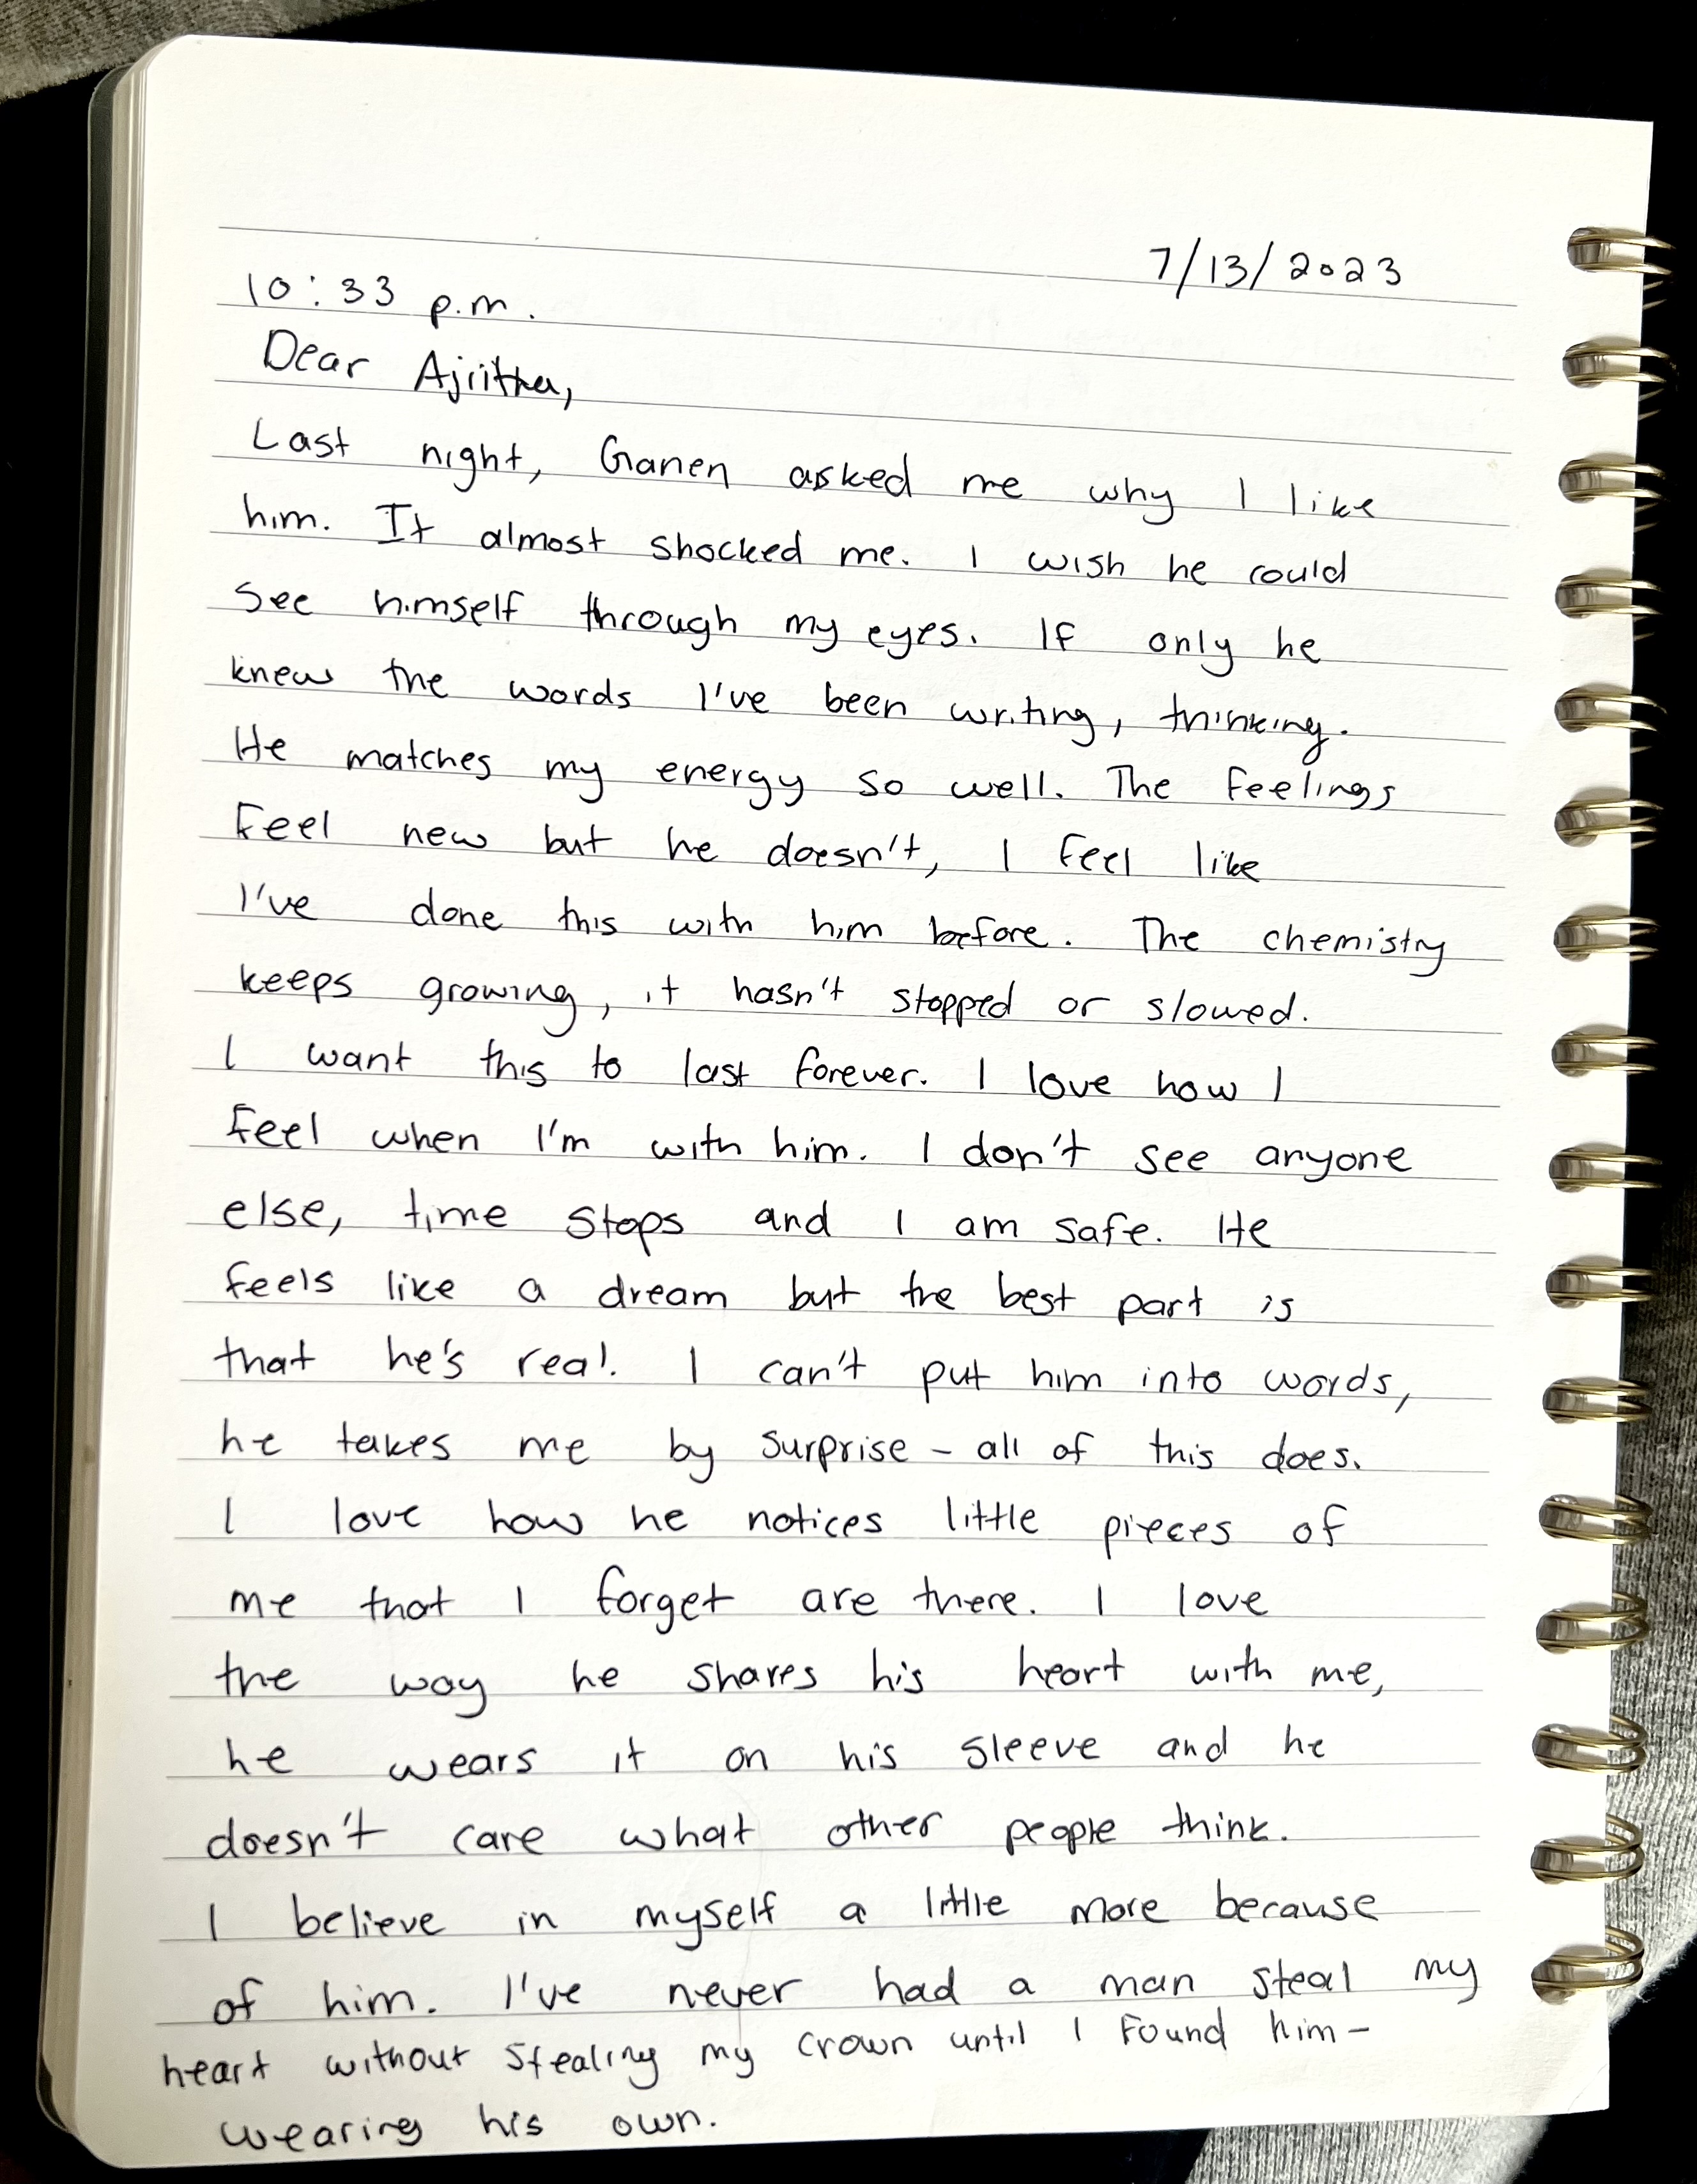 7/13/2023
10:33 p.m.
Dear Ajritha,
Last night, Ganen asked me why I like
him. It almost shocked me. I wish he could
see himself through my eyes. If only he
knew the words I've been writing, thinking.
He matches my energy so well. The feelings
feel new but he doesn't, I feel like
I've done this with him before. The chemistry
keeps growing, it hasn't stopped or slowed.
I want this to last forever. I love how I
feel when I'm with him. I don't see anyone
else, time stops and I am safe. He
feels like a dream but the best part is
that he's real. I can't put him into words,
he takes me by surprise - all of this does.
I love how he notices little pieces of
me that I forget are there. I love
the way he shares his heart with me,
he wears it on his sleeve and he
doesn't care what other people think.
I believe in myself a little more because
of him. I've never had a man steal my
heart without stealing my crown until I found him -
wearing his own.